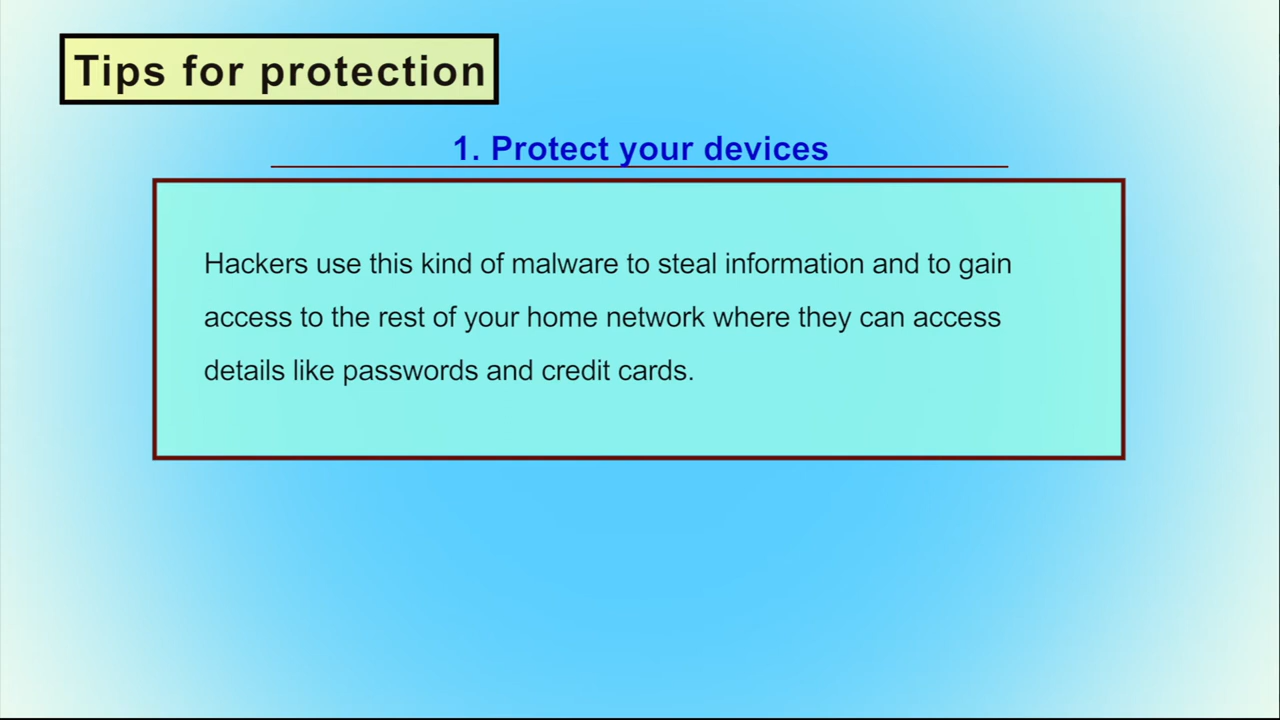 Tips for protection
1. Protect your devices
Hackers use this kind of malware to steal information and to gain
access to the rest of your home network where they can access
details like passwords and credit cards.